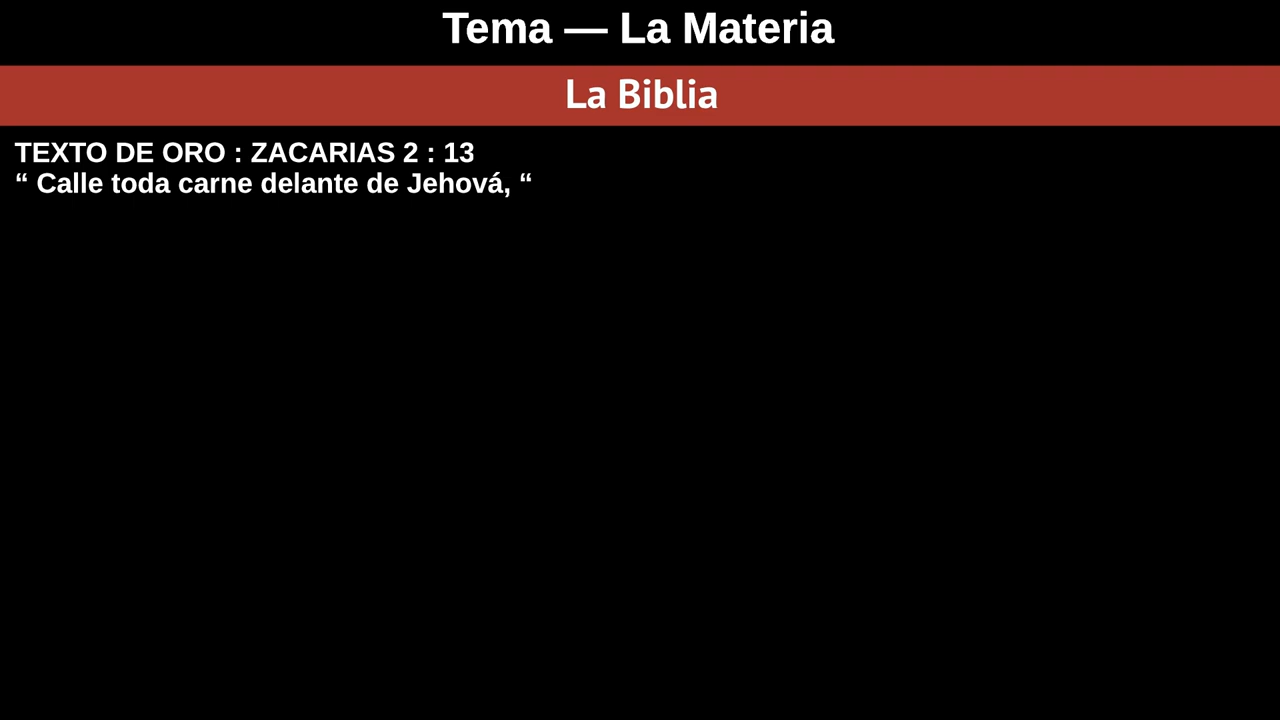 Tema — La Materia
La Biblia
TEXTO DE ORO : ZACARIAS 2 : 13
“ Calle toda carne delante de Jehová, “